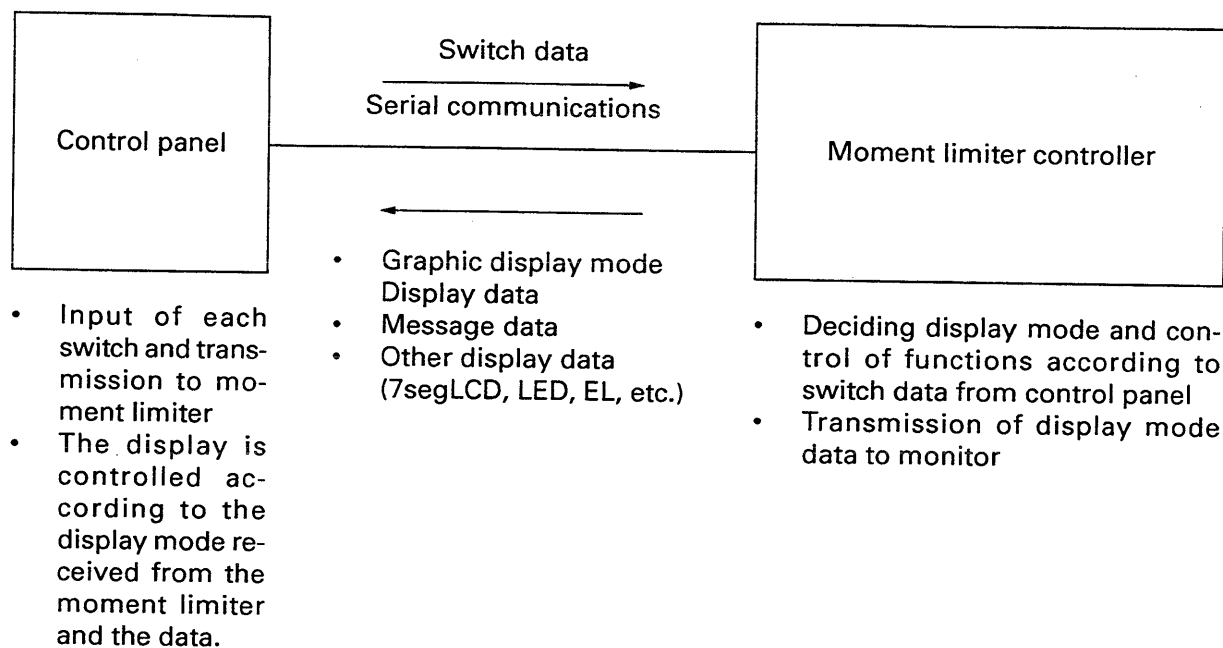 Switch data
Serial communications
Control panel
Moment limiter controller
• Graphic display mode
Display data
• Message data
• Other display data
(7segLCD, LED, EL, etc.)
• Input of each
switch and trans-
mission to mo-
ment limiter
• The display is
controlled ac-
cording to the
display mode re-
ceived from the
moment limiter
and the data.
• Deciding display mode and con-
trol of functions according to
switch data from control panel
• Transmission of display mode
data to monitor